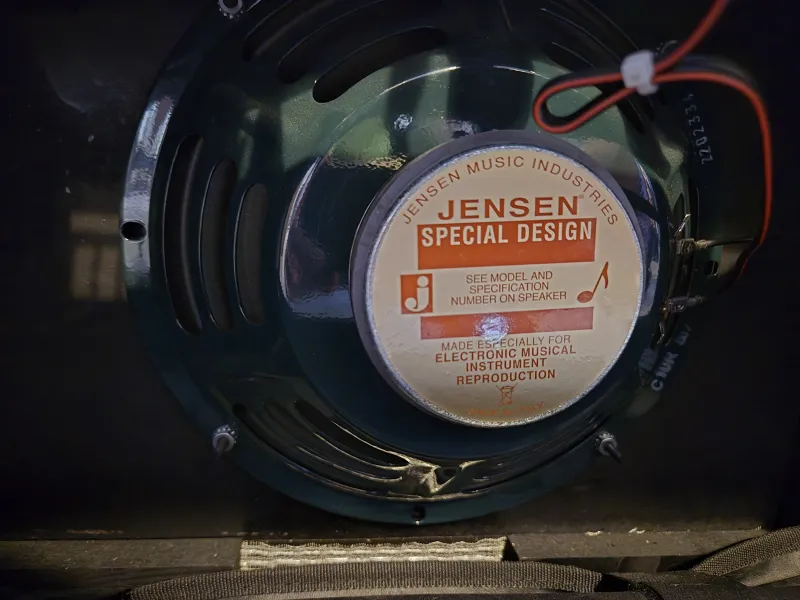 JENSEN MUSIC INDUSTRIES
JENSEN®
SPECIAL DESIGN
j
SEE MODEL AND
SPECIFICATION
NUMBER ON SPEAKER
MADE ESPECIALLY FOR
ELECTRONIC MUSICAL
INSTRUMENT
REPRODUCTION
2202334